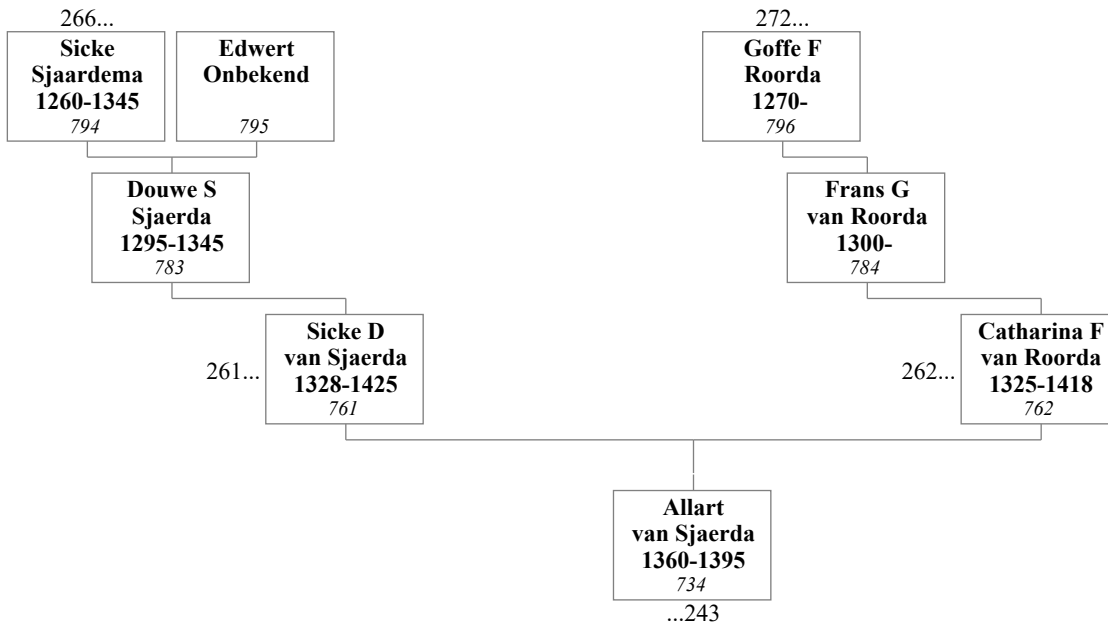 266...
Sicke
Sjaardema
1260-1345
794
Edwert
Onbekend
795
272...
Goffe F
Roorda
1270-
796
Douwe S
Sjaerda
1295-1345
783
Frans G
van Roorda
1300-
784
261...
Sicke D
van Sjaerda
1328-1425
761
262...
Catharina F
van Roorda
1325-1418
762
Allart
van Sjaerda
1360-1395
734
...243